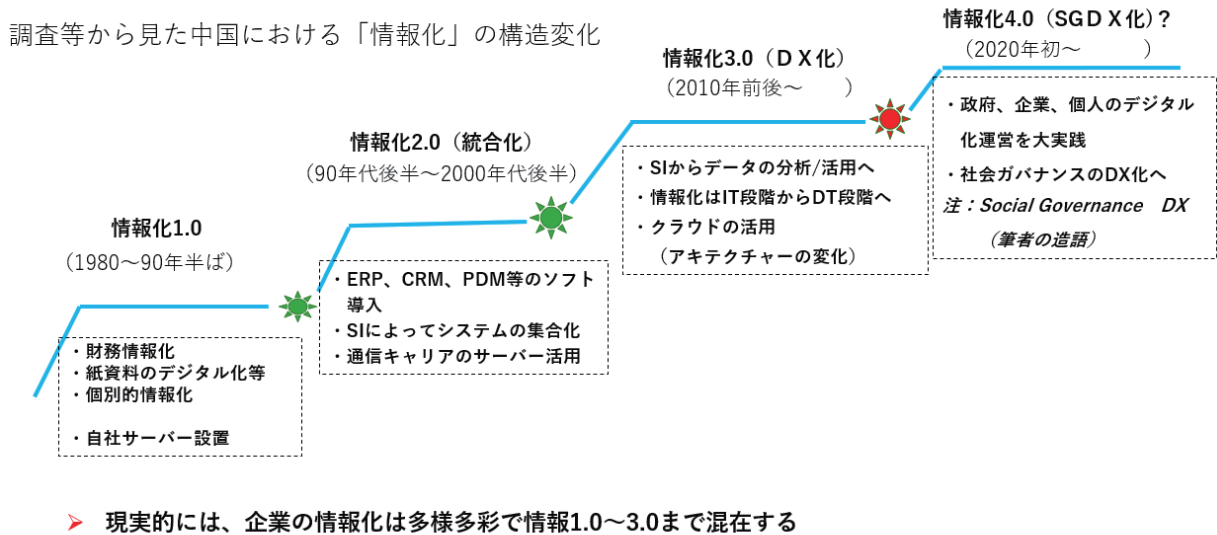 調査等から見た中国における「情報化」の構造変化
情報化1.0
(1980～90年半ば)
・財務情報化
・紙資料のデジタル化等
・個別的情報化
・自社サーバー設置
情報化2.0（統合化）
(90年代後半～2000年代後半)
・ERP、CRM、PDM等のソフト
導入
・SIによってシステムの集合化
・通信キャリアのサーバー活用
情報化3.0（ＤＸ化）
（2010年前後～　　）
・SIからデータの分析/活用へ
・情報化はIT段階からDT段階へ
・クラウドの活用
（アキテクチャーの変化）
情報化4.0（SGＤＸ化)？
（2020年初～　　　）
・政府、企業、個人のデジタル
化運営を大実践
・社会ガバナンスのDX化へ
注：Social Governance　DX
（筆者の造語）
➢ 現実的には、企業の情報化は多様多彩で情報1.0～3.0まで混在する